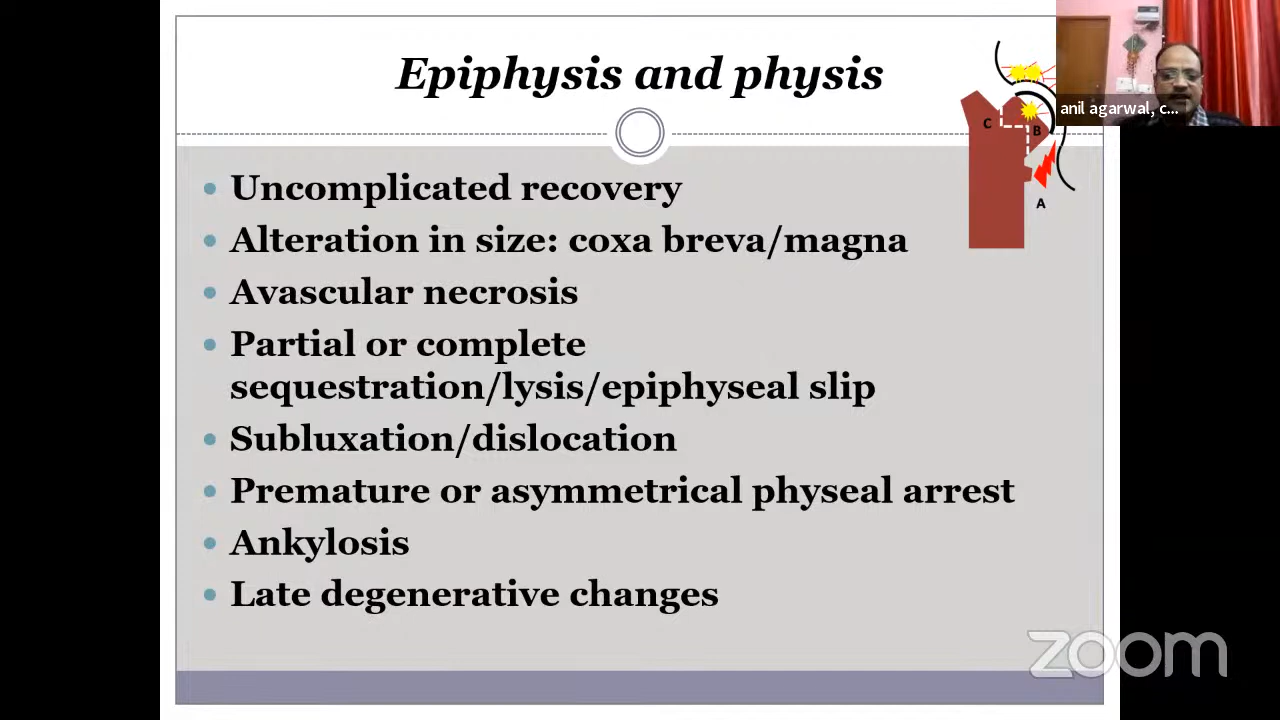 Epiphysis and physis
anil agarwal, c...
C
B
A
Uncomplicated recovery
Alteration in size: coxa breva/magna
Avascular necrosis
Partial or complete
sequestration/lysis/epiphyseal slip
Subluxation/dislocation
Premature or asymmetrical physeal arrest
Ankylosis
Late degenerative changes
zoom